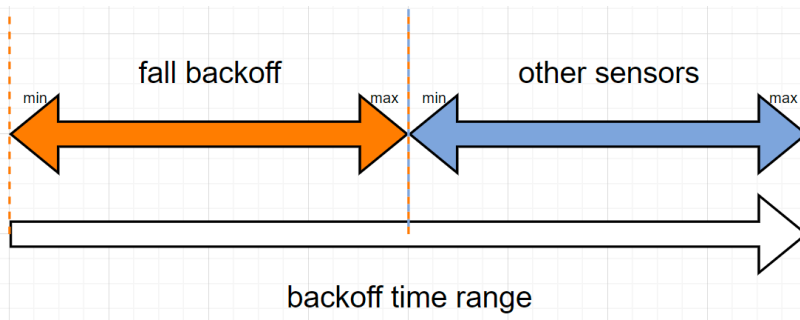 fall backoff
other sensors
min
max
min
max
backoff time range